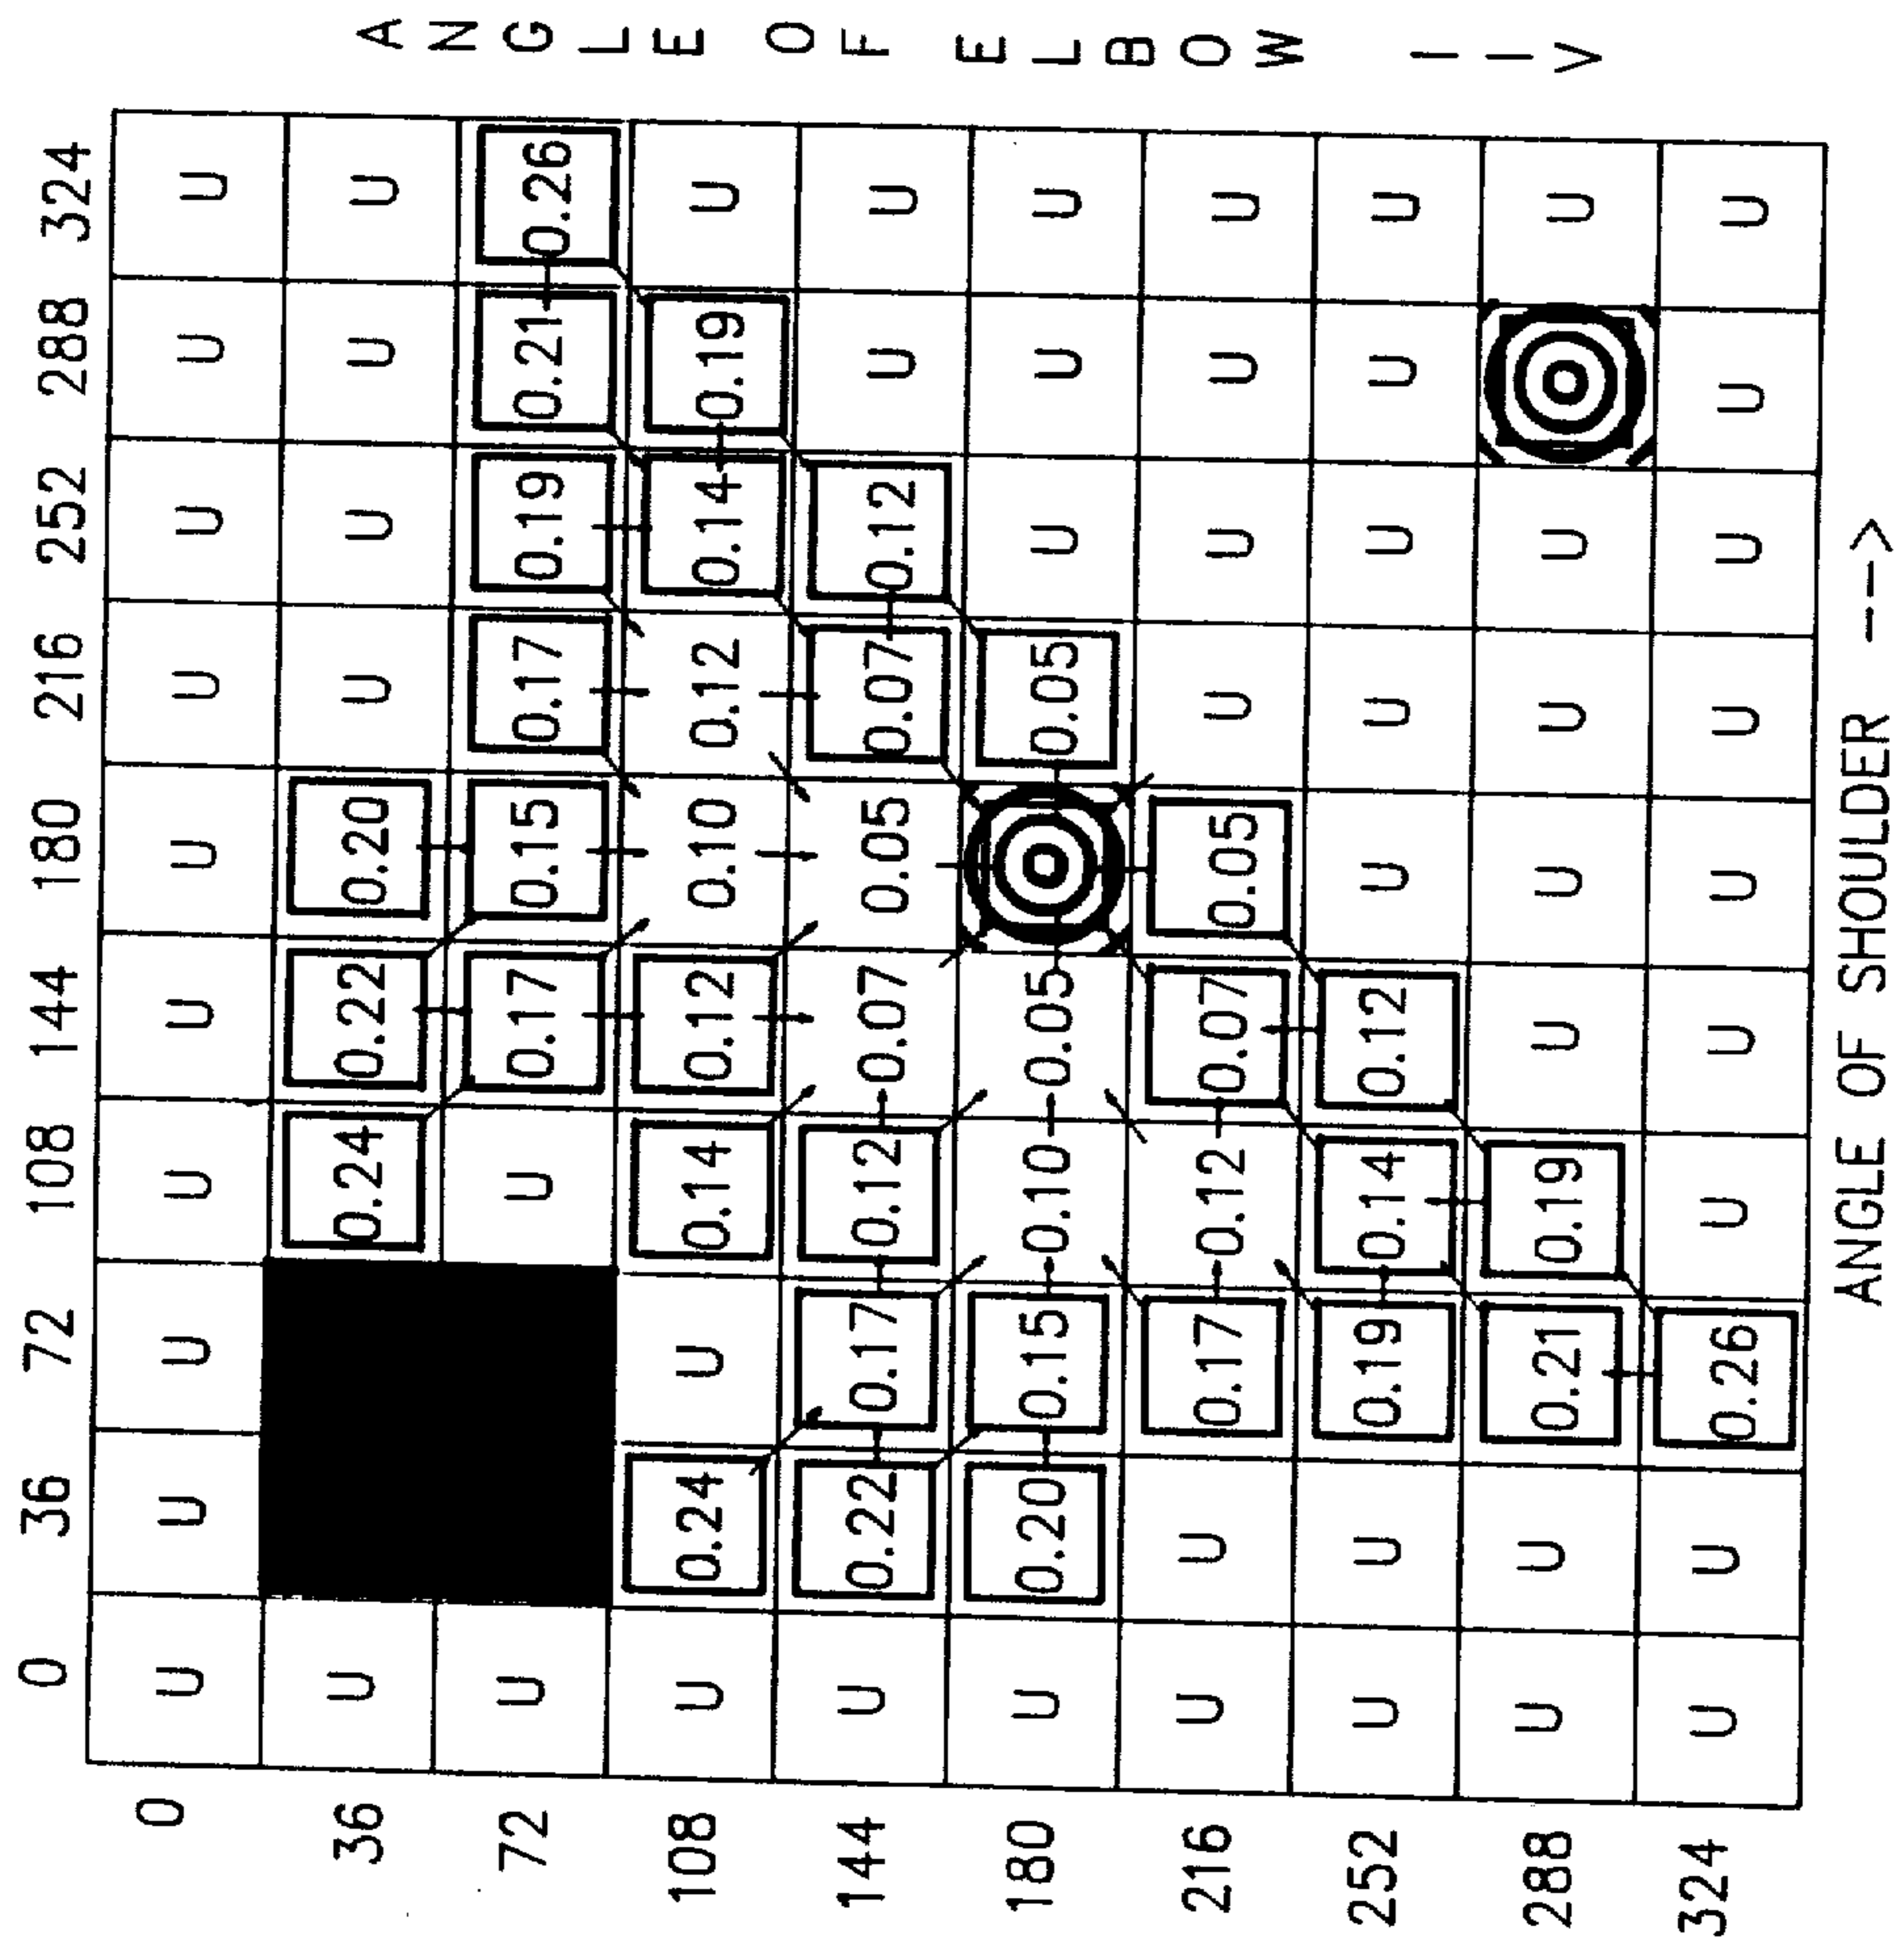 0 36 72 108 144 180 216 252 288 324
0 U U U U U U U U U U
36 U 0.24 0.22 0.20 U U U U
72 U U 0.17 0.15 0.17 0.19 0.21 0.26
108 U 0.24 U 0.14 0.12 0.10 0.12 0.14 0.19 U
144 U 0.22 0.17 0.12 0.07 0.05 0.07 0.12 U U
180 U 0.20 0.15 0.10 0.05 0.05 U U U
216 U U 0.17 0.12 0.07 0.05 U U U U
252 U U 0.19 0.14 0.12 U U U U U
288 U U 0.21 0.19 U U U U U
324 U U 0.26 U U U U U U U
ANGLE OF SHOULDER -->
ANGLE OF ELBOW | | V